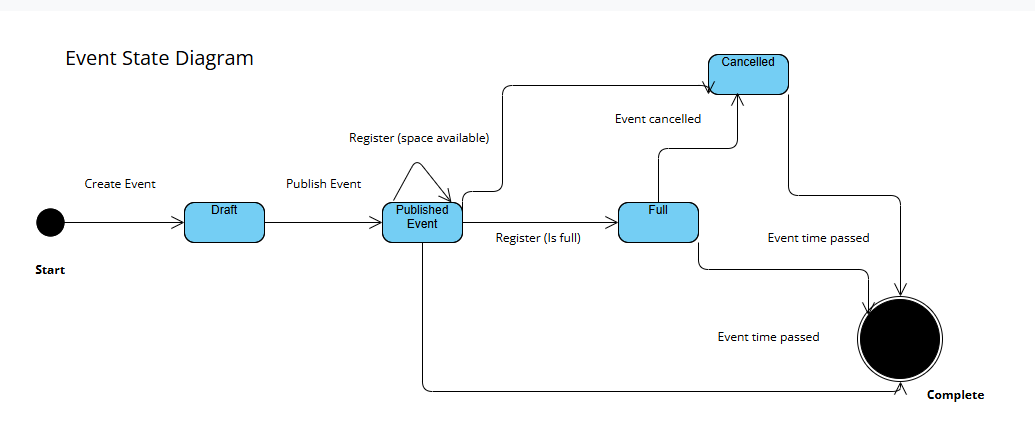 Event State Diagram
Cancelled
Event cancelled
Register (space available)
Create Event
Publish Event
Draft
Published
Event
Full
Register (Is full)
Event time passed
Start
Event time passed
Complete